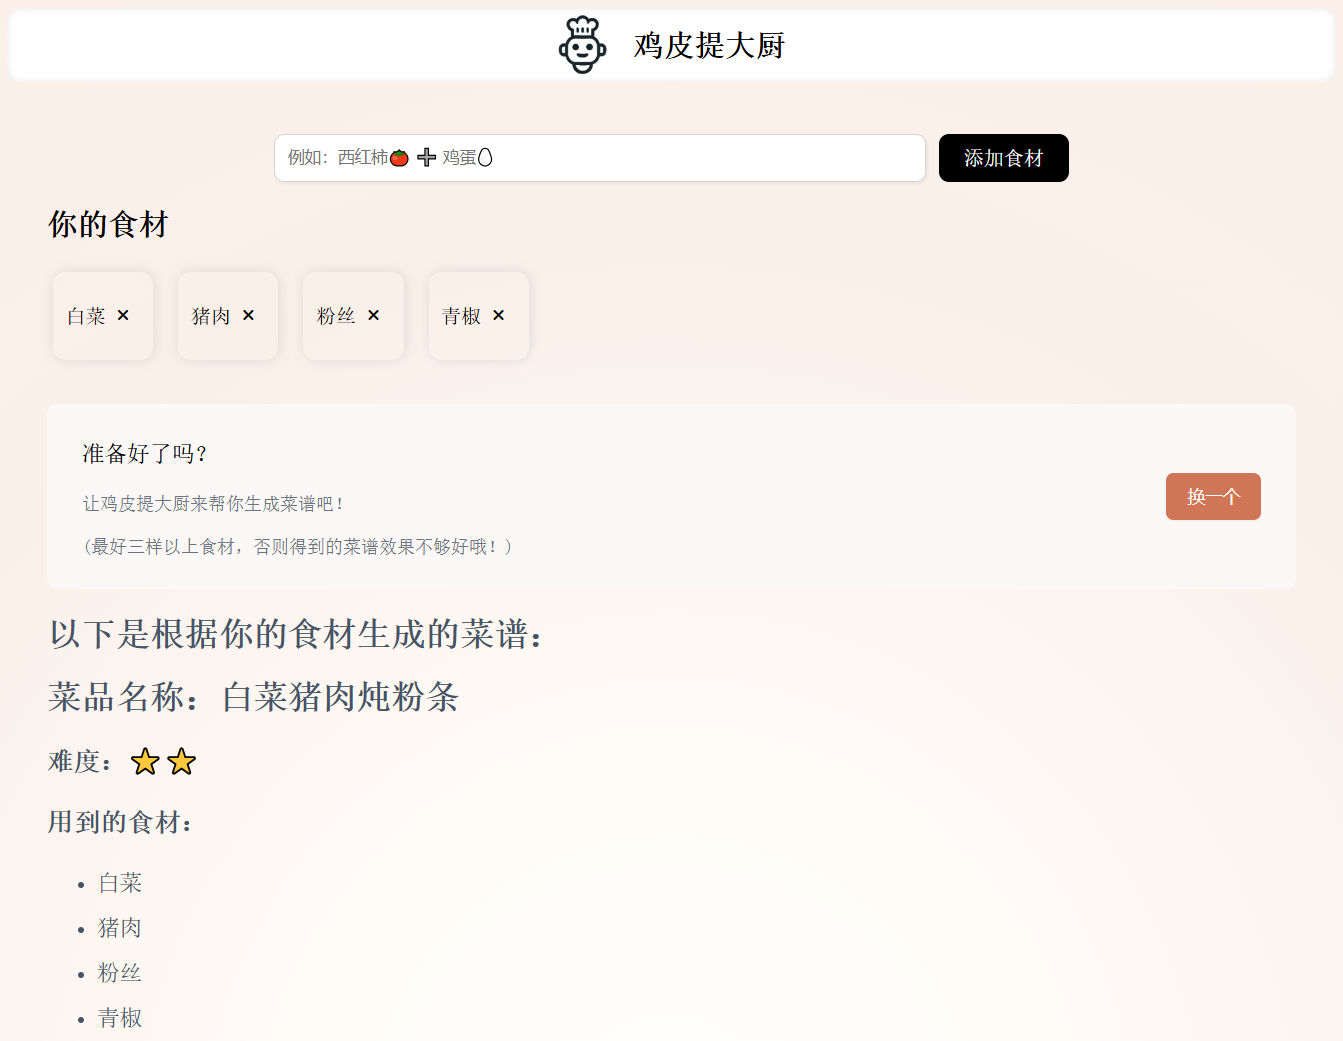 鸡皮提大厨
例如：西红柿🍅 ➕ 鸡蛋🥚
添加食材
你的食材
白菜 ×
猪肉 ×
粉丝 ×
青椒 ×
准备好了吗？
让鸡皮提大厨来帮你生成菜谱吧！
（最好三样以上食材，否则得到的菜谱效果不够好哦！）
换一个
以下是根据你的食材生成的菜谱：
菜品名称：白菜猪肉炖粉条
难度：⭐⭐
用到的食材：
• 白菜
• 猪肉
• 粉丝
• 青椒